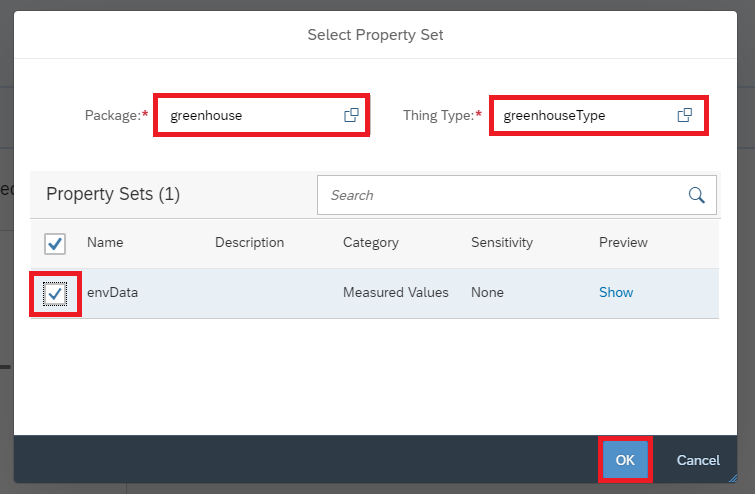 Select Property Set
Package:* greenhouse Thing Type:* greenhouseType
Property Sets (1) Search
Name Description Category Sensitivity Preview
envData Measured Values None Show
OK Cancel